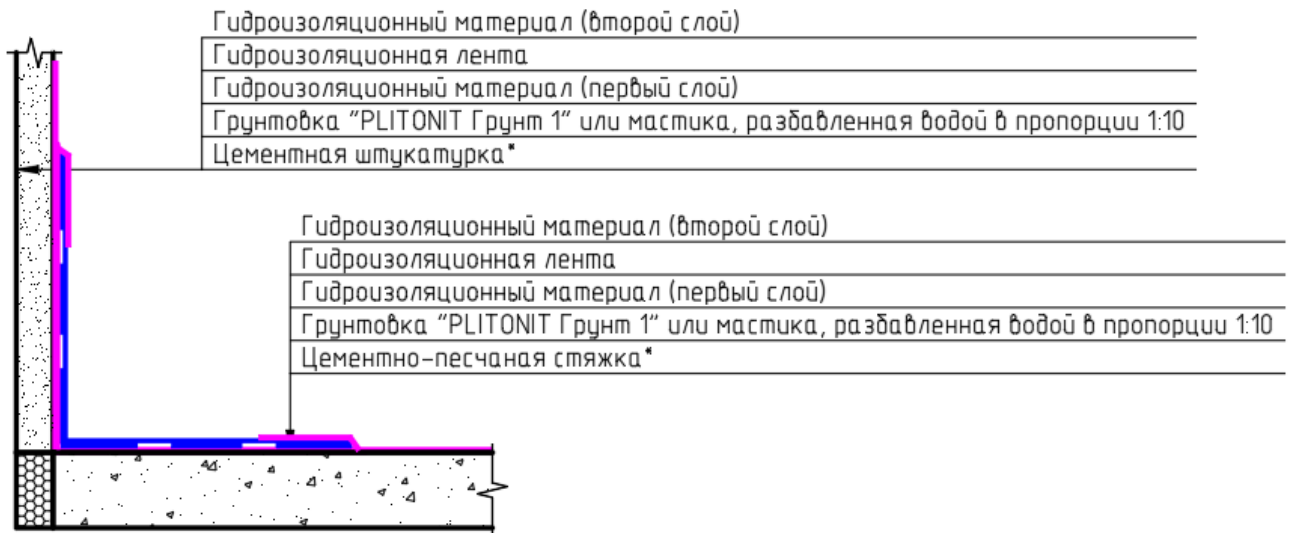 Гидроизоляционный материал (второй слой)
Гидроизоляционная лента
Гидроизоляционный материал (первый слой)
Грунтовка "PLITONIT Грунт 1" или мастика, разбавленная водой в пропорции 1:10
Цементная штукатурка*
Гидроизоляционный материал (второй слой)
Гидроизоляционная лента
Гидроизоляционный материал (первый слой)
Грунтовка "PLITONIT Грунт 1" или мастика, разбавленная водой в пропорции 1:10
Цементно-песчаная стяжка*